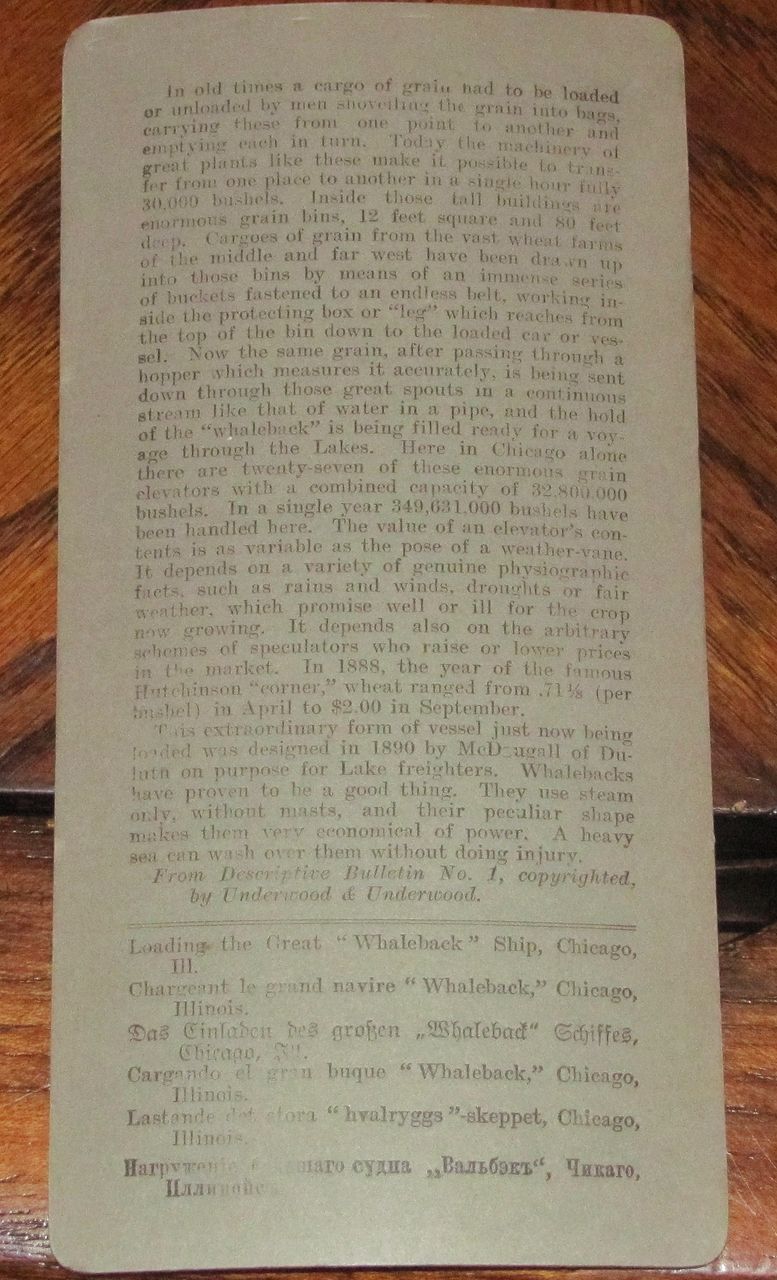 In old times a cargo of grain had to be loaded
or unloaded by men shovelling the grain into bags,
carrying these from one point to another and
emptying each in turn. Today the machinery of
great plants like these make it possible to trans-
fer from one place to another in a single hour fully
30,000 bushels. Inside those tall buildings are
enormous grain bins, 12 feet square and 80 feet
deep. Cargoes of grain from the vast wheat farms
of the middle and far west have been drawn up
into those bins by means of an immense series
of buckets fastened to an endless belt, working in-
side the protecting box or "leg" which reaches from
the top of the bin down to the loaded car or ves-
sel. Now the same grain, after passing through a
hopper which measures it accurately, is being sent
down through those great spouts in a continuous
stream like that of water in a pipe, and the hold
of the "whaleback" is being filled ready for a voy-
age through the Lakes. Here in Chicago alone
there are twenty-seven of these enormous grain
elevators with a combined capacity of 32,800,000
bushels. In a single year 349,631,000 bushels have
been handled here. The value of an elevator's con-
tents is as variable as the pose of a weather-vane.
It depends on a variety of genuine physiographic
facts, such as rains and winds, droughts or fair
weather, which promise well or ill for the crop
now growing. It depends also on the arbitrary
schemes of speculators who raise or lower prices
in the market. In 1888, the year of the famous
Hutchinson "corner," wheat ranged from .71⅛ (per
bushel) in April to $2.00 in September.
This extraordinary form of vessel just now being
loaded was designed in 1890 by McDougall of Du-
luth on purpose for Lake freighters. Whalebacks
have proven to be a good thing. They use steam
only, without masts, and their peculiar shape
makes them very economical of power. A heavy
sea can wash over them without doing injury.
From Descriptive Bulletin No. 1, copyrighted,
by Underwood & Underwood.
Loading the Great "Whaleback" Ship, Chicago,
Ill.
Chargeant le grand navire "Whaleback," Chicago,
Illinois.
Das Einladen des großen „Whaleback" Schiffes,
Chicago, Ill.
Cargando el gran buque "Whaleback," Chicago,
Illinois.
Lastande det stora "hvalryggs"-skeppet, Chicago,
Illinois.
Нагружение судна „Вальбэкъ", Чикаго,